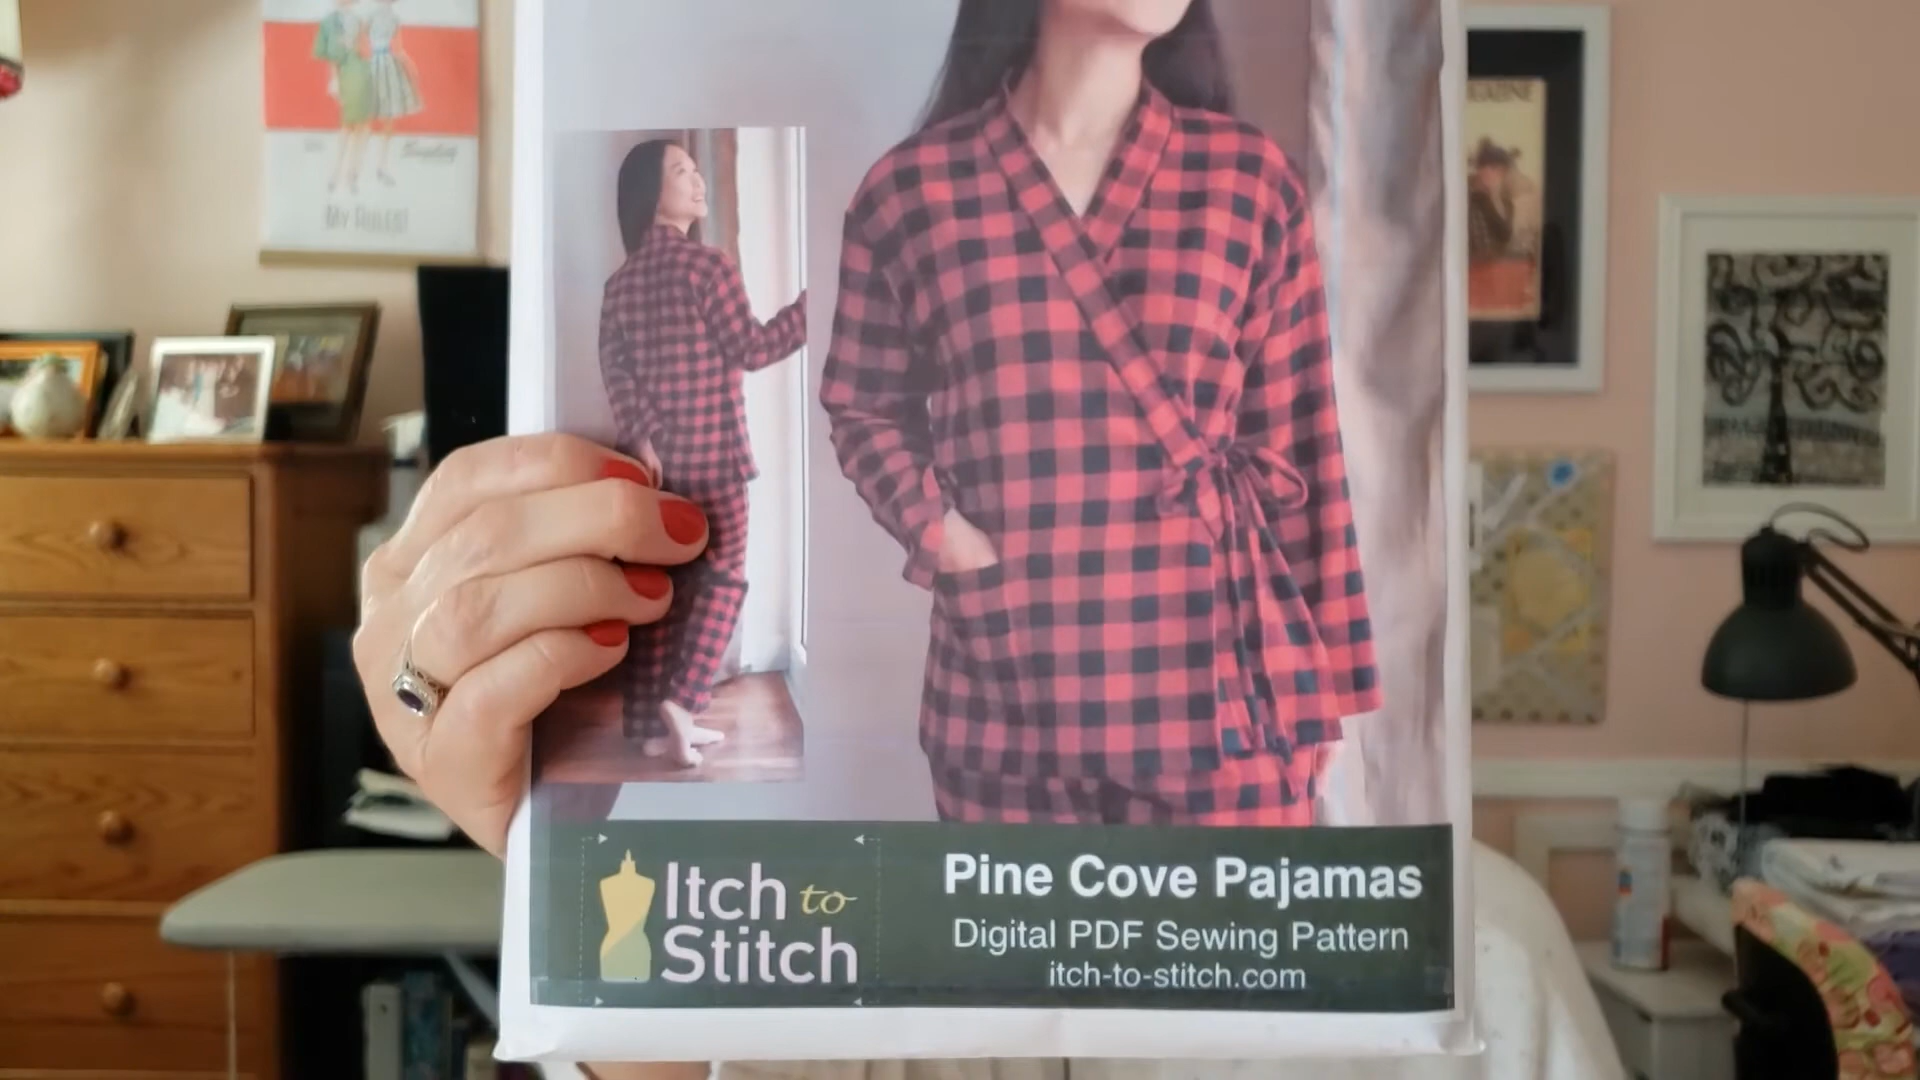 MY RULES!
Itch to
Stitch
Pine Cove Pajamas
Digital PDF Sewing Pattern
itch-to-stitch.com